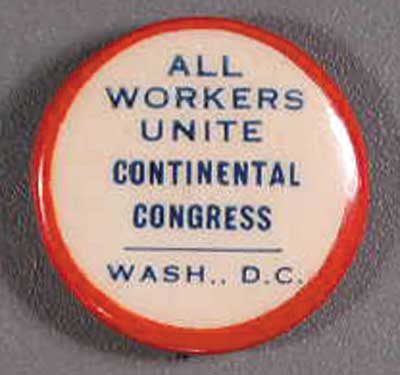 ALL
WORKERS
UNITE
CONTINENTAL
CONGRESS
WASH., D.C.